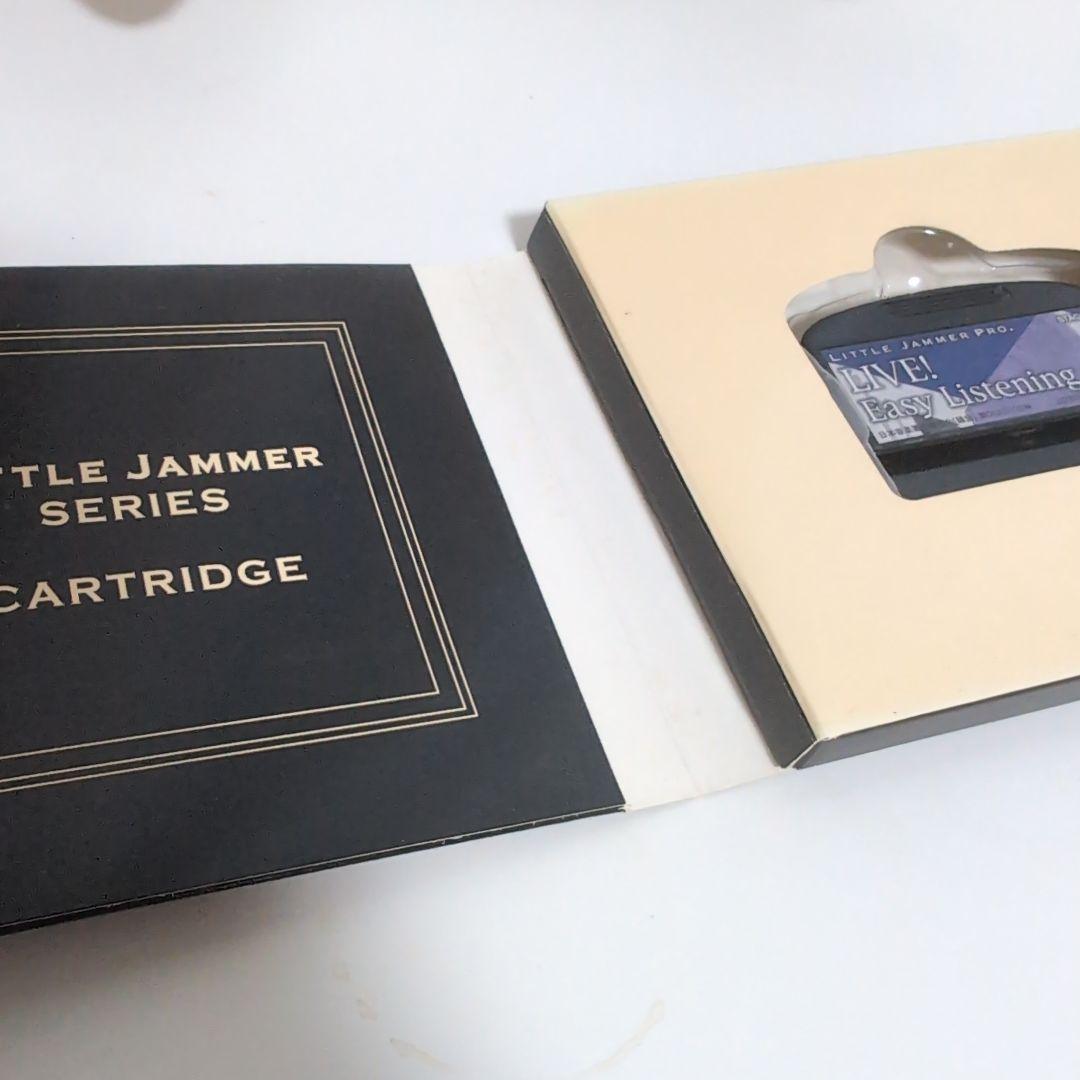 TTLE JAMMER
SERIES
CARTRIDGE
LITTLE JAMMER PRO.
LIVE!
Easy Listening